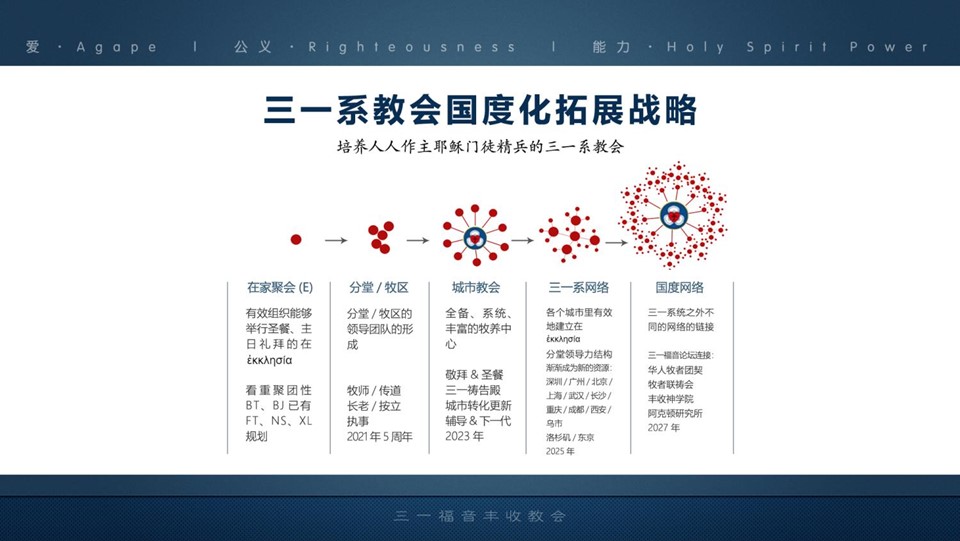 爱 · Agape | 公义 · Righteousness | 能力 · Holy Spirit Power
三一系教会国度化拓展战略
培养人人作主耶稣门徒精兵的三一系教会
在家聚会 (E)
有效组织能够
举行圣餐、主
日礼拜的在
ἐκκλησία
看重聚团性
BT、BJ 已有
FT、NS、XL
规划
分堂 / 牧区
分堂 / 牧区的
领导团队的形
成
牧师 / 传道
长老 / 按立
执事
2021 年 5 周年
城市教会
全备、系统、
丰富的牧养中
心
敬拜 & 圣餐
三一祷告殿
城市转化更新
辅导 & 下一代
2023 年
三一系网络
各个城市里有效
地建立在
ἐκκλησία
分堂领导力结构
渐渐成为新的资源：
深圳 / 广州 / 北京 /
上海 / 武汉 / 长沙 /
重庆 / 成都 / 西安 /
乌市
洛杉矶 / 东京
2025 年
国度网络
三一系统之外不
同的网络的链接
三一福音论坛连接：
华人牧者团契
牧者联祷会
丰收神学院
阿克顿研究所
2027 年
三一福音丰收教会